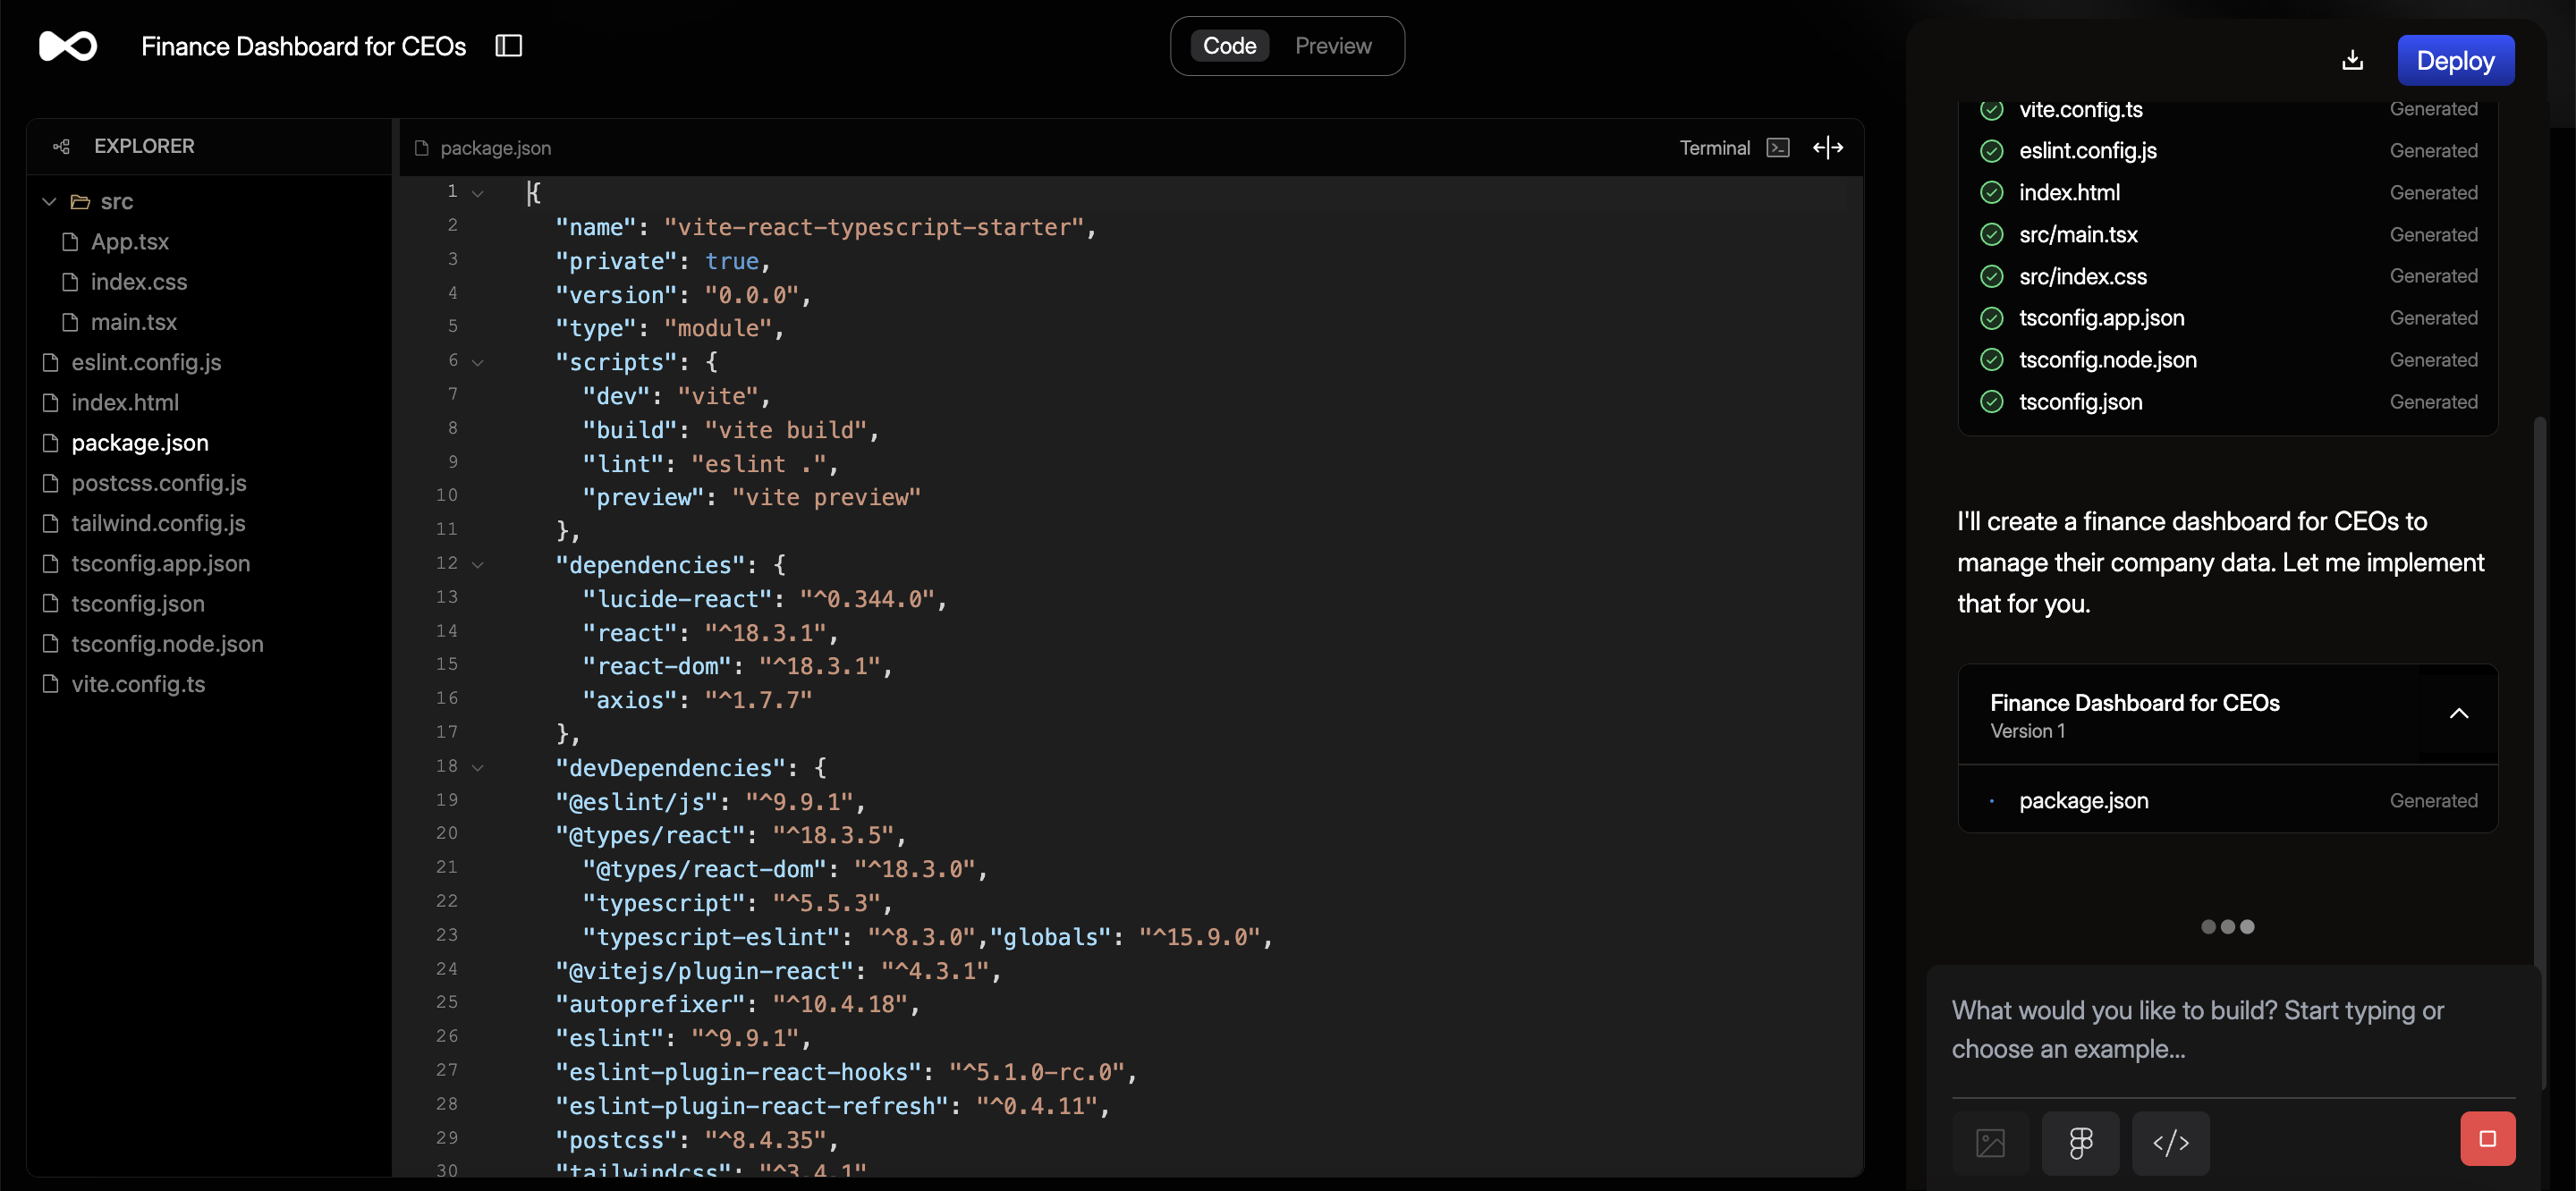 Finance Dashboard for CEOs
Code Preview
Deploy
EXPLORER
src
App.tsx
index.css
main.tsx
eslint.config.js
index.html
package.json
postcss.config.js
tailwind.config.js
tsconfig.app.json
tsconfig.json
tsconfig.node.json
vite.config.ts
package.json
Terminal
1 {
2 "name": "vite-react-typescript-starter",
3 "private": true,
4 "version": "0.0.0",
5 "type": "module",
6 "scripts": {
7 "dev": "vite",
8 "build": "vite build",
9 "lint": "eslint .",
10 "preview": "vite preview"
11 },
12 "dependencies": {
13 "lucide-react": "^0.344.0",
14 "react": "^18.3.1",
15 "react-dom": "^18.3.1",
16 "axios": "^1.7.7"
17 },
18 "devDependencies": {
19 "@eslint/js": "^9.9.1",
20 "@types/react": "^18.3.5",
21 "@types/react-dom": "^18.3.0",
22 "typescript": "^5.5.3",
23 "typescript-eslint": "^8.3.0","globals": "^15.9.0",
24 "@vitejs/plugin-react": "^4.3.1",
25 "autoprefixer": "^10.4.18",
26 "eslint": "^9.9.1",
27 "eslint-plugin-react-hooks": "^5.1.0-rc.0",
28 "eslint-plugin-react-refresh": "^0.4.11",
29 "postcss": "^8.4.35",
30 "tailwindcss": "^3.4.1"
vite.config.ts Generated
eslint.config.js Generated
index.html Generated
src/main.tsx Generated
src/index.css Generated
tsconfig.app.json Generated
tsconfig.node.json Generated
tsconfig.json Generated
I'll create a finance dashboard for CEOs to
manage their company data. Let me implement
that for you.
Finance Dashboard for CEOs
Version 1
package.json Generated
What would you like to build? Start typing or
choose an example...